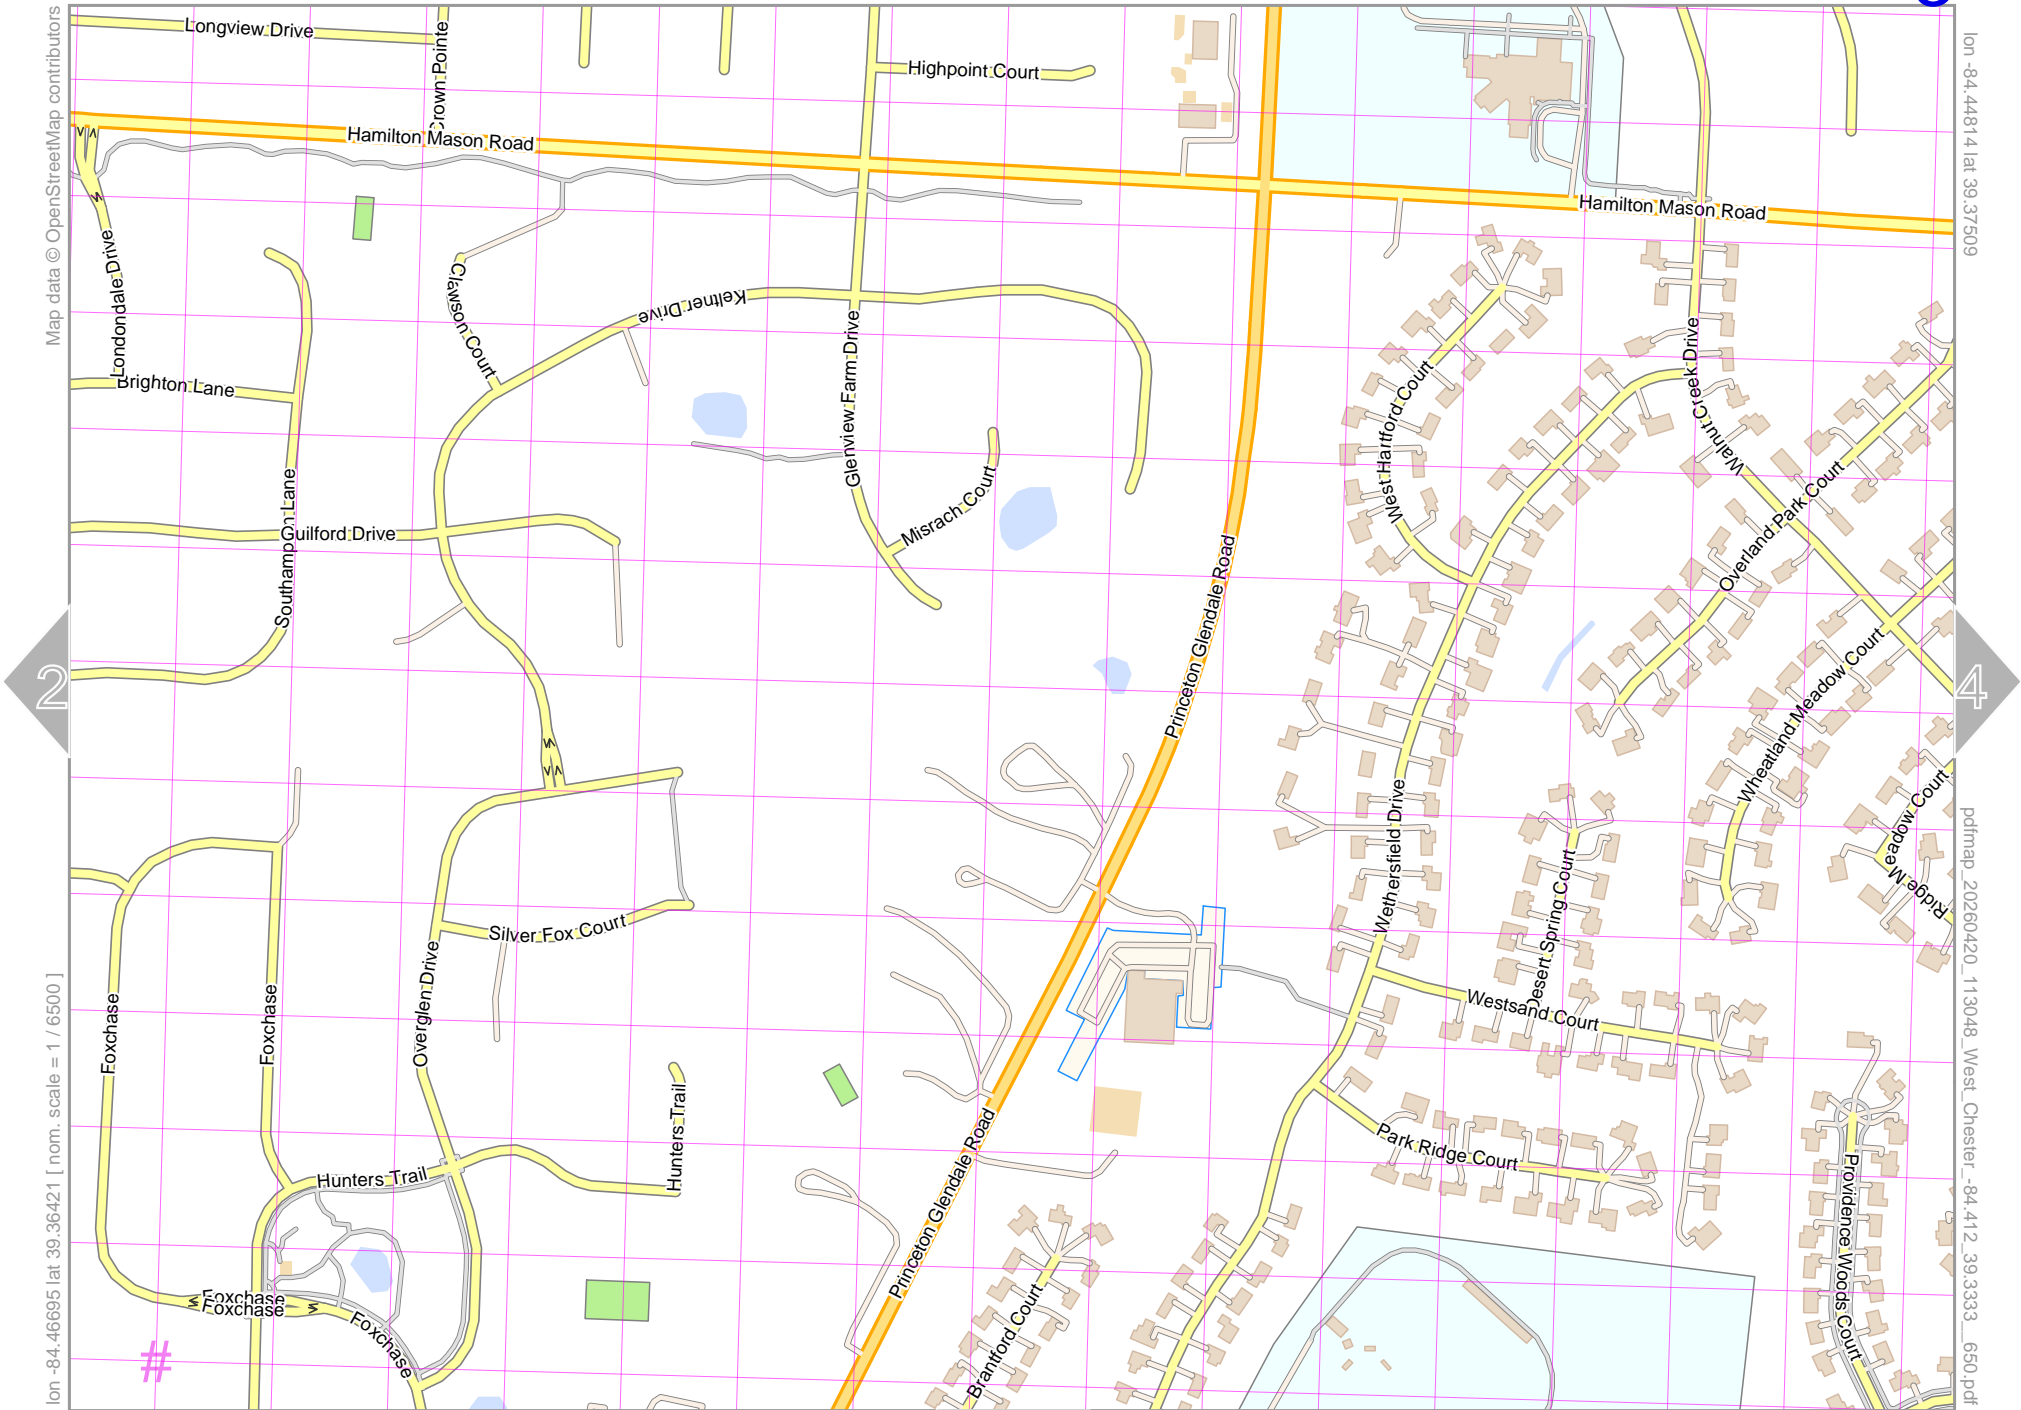 Longview Drive
Crown Pointe
Highpoint Court
Hamilton Mason Road
Hamilton Mason Road
Londondale Drive
Clawson Court
Keltner Drive
Brighton Lane
Glenview Farm Drive
West Hartford Court
Walnut Creek Drive
Misrach Court
Overland Park Court
Southampton Lane
Guilford Drive
Princeton Glendale Road
Wheatland Meadow Court
Wethersfield Drive
Ridge Meadow Court
Desert Spring Court
Silver Fox Court
Overglen Drive
Foxchase
Foxchase
Westsand Court
Hunters Trail
Park Ridge Court
Hunters Trail
Princeton Glendale Road
Providence Woods Court
Foxchase
Foxchase
Foxchase
Brantford Court
#
2
4
Map data © OpenStreetMap contributors
lon -84.46695 lat 39.36421 [ nom. scale = 1 / 6500 ]
lon -84.44814 lat 39.37509
pdfmap_20260420_113048_West_Chester_-84.412_39.3333__650.pdf